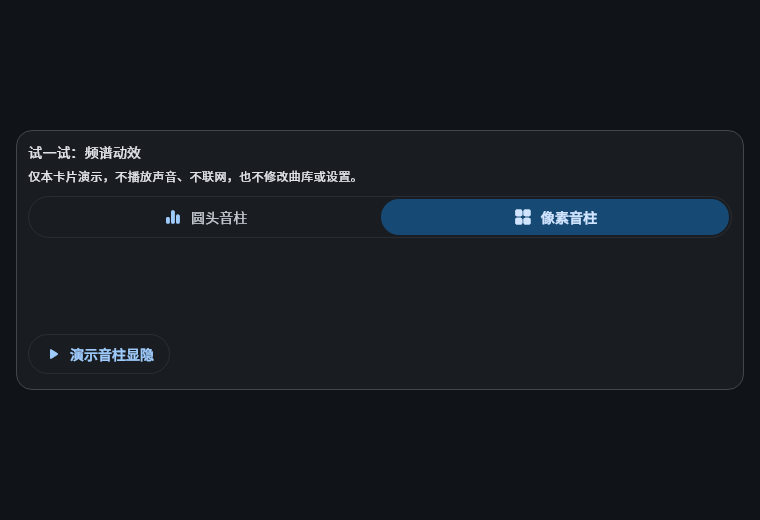 试一试：频谱动效
仅本卡片演示，不播放声音、不联网，也不修改曲库或设置。
圆头音柱
像素音柱
演示音柱显隐